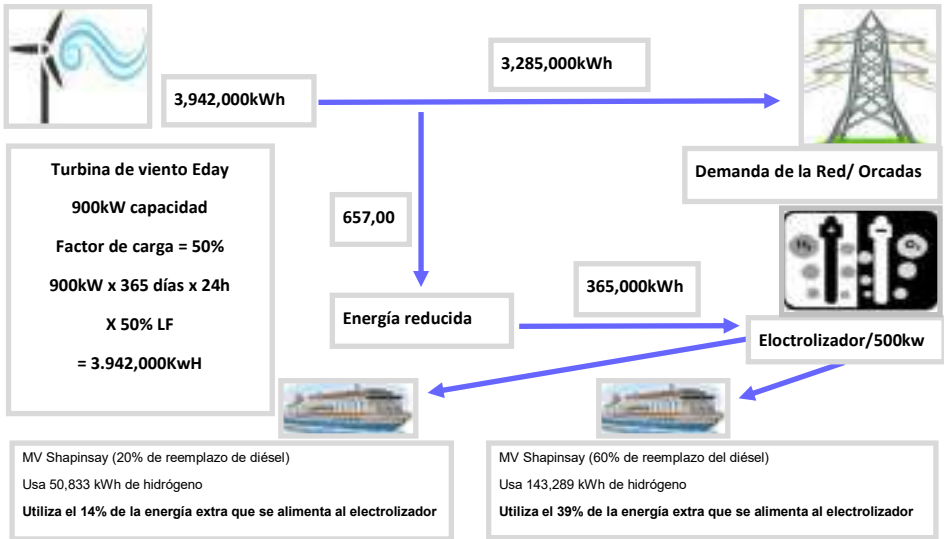 3,285,000kWh
3,942,000kWh
Turbina de viento Eday
900kW capacidad
Factor de carga = 50%
900kW x 365 días x 24h
X 50% LF
= 3.942,000KwH
Demanda de la Red/ Orcadas
657,00
365,000kWh
Energía reducida
H₂
O₂
Eloctrolizador/500kw
MV Shapinsay (20% de reemplazo de diésel)
Usa 50,833 kWh de hidrógeno
Utiliza el 14% de la energía extra que se alimenta al electrolizador
MV Shapinsay (60% de reemplazo del diésel)
Usa 143,289 kWh de hidrógeno
Utiliza el 39% de la energía extra que se alimenta al electrolizador